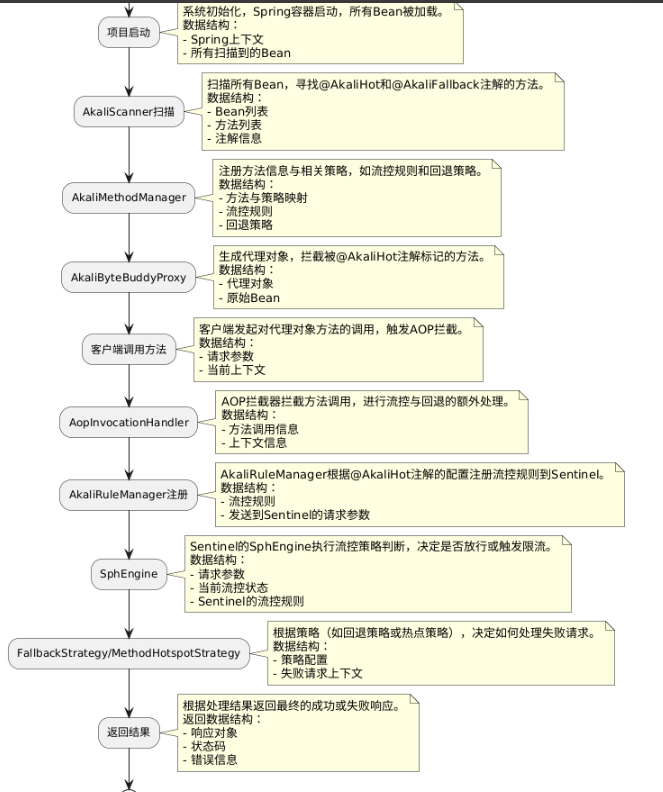 项目启动
系统初始化，Spring容器启动，所有Bean被加载。
数据结构：
- Spring上下文
- 所有扫描到的Bean
AkaliScanner扫描
扫描所有Bean，寻找@AkaliHot和@AkaliFallback注解的方法。
数据结构：
- Bean列表
- 方法列表
- 注解信息
AkaliMethodManager
注册方法信息与相关策略，如流控规则和回退策略。
数据结构：
- 方法与策略映射
- 流控规则
- 回退策略
AkaliByteBuddyProxy
生成代理对象，拦截被@AkaliHot注解标记的方法。
数据结构：
- 代理对象
- 原始Bean
客户端调用方法
客户端发起对代理对象方法的调用，触发AOP拦截。
数据结构：
- 请求参数
- 当前上下文
AopInvocationHandler
AOP拦截器拦截方法调用，进行流控与回退的额外处理。
数据结构：
- 方法调用信息
- 上下文信息
AkaliRuleManager注册
AkaliRuleManager根据@AkaliHot注解的配置注册流控规则到Sentinel。
数据结构：
- 流控规则
- 发送到Sentinel的请求参数
SphEngine
Sentinel的SphEngine执行流控策略判断，决定是否放行或触发限流。
数据结构：
- 请求参数
- 当前流控状态
- Sentinel的流控规则
FallbackStrategy/MethodHotspotStrategy
根据策略（如回退策略或热点策略），决定如何处理失败请求。
数据结构：
- 策略配置
- 失败请求上下文
返回结果
根据处理结果返回最终的成功或失败响应。
返回数据结构：
- 响应对象
- 状态码
- 错误信息